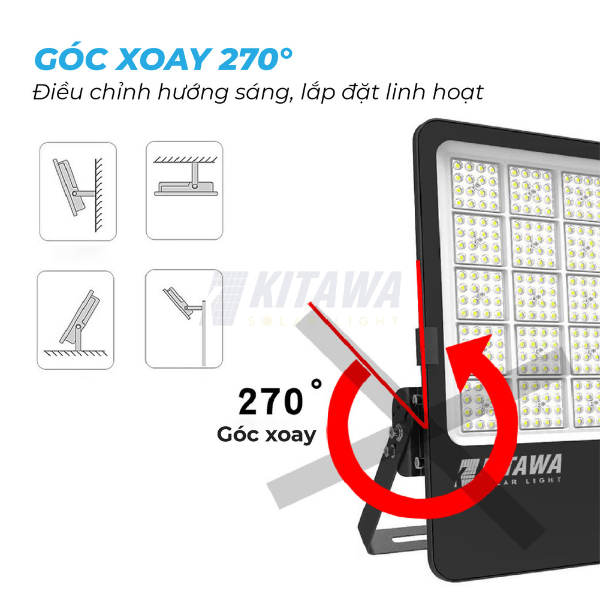 GÓC XOAY 270°
Điều chỉnh hướng sáng, lắp đặt linh hoạt
KITAWA
SOLAR LIGHT
270°
Góc xoay
KITAWA
SOLAR LIGHT